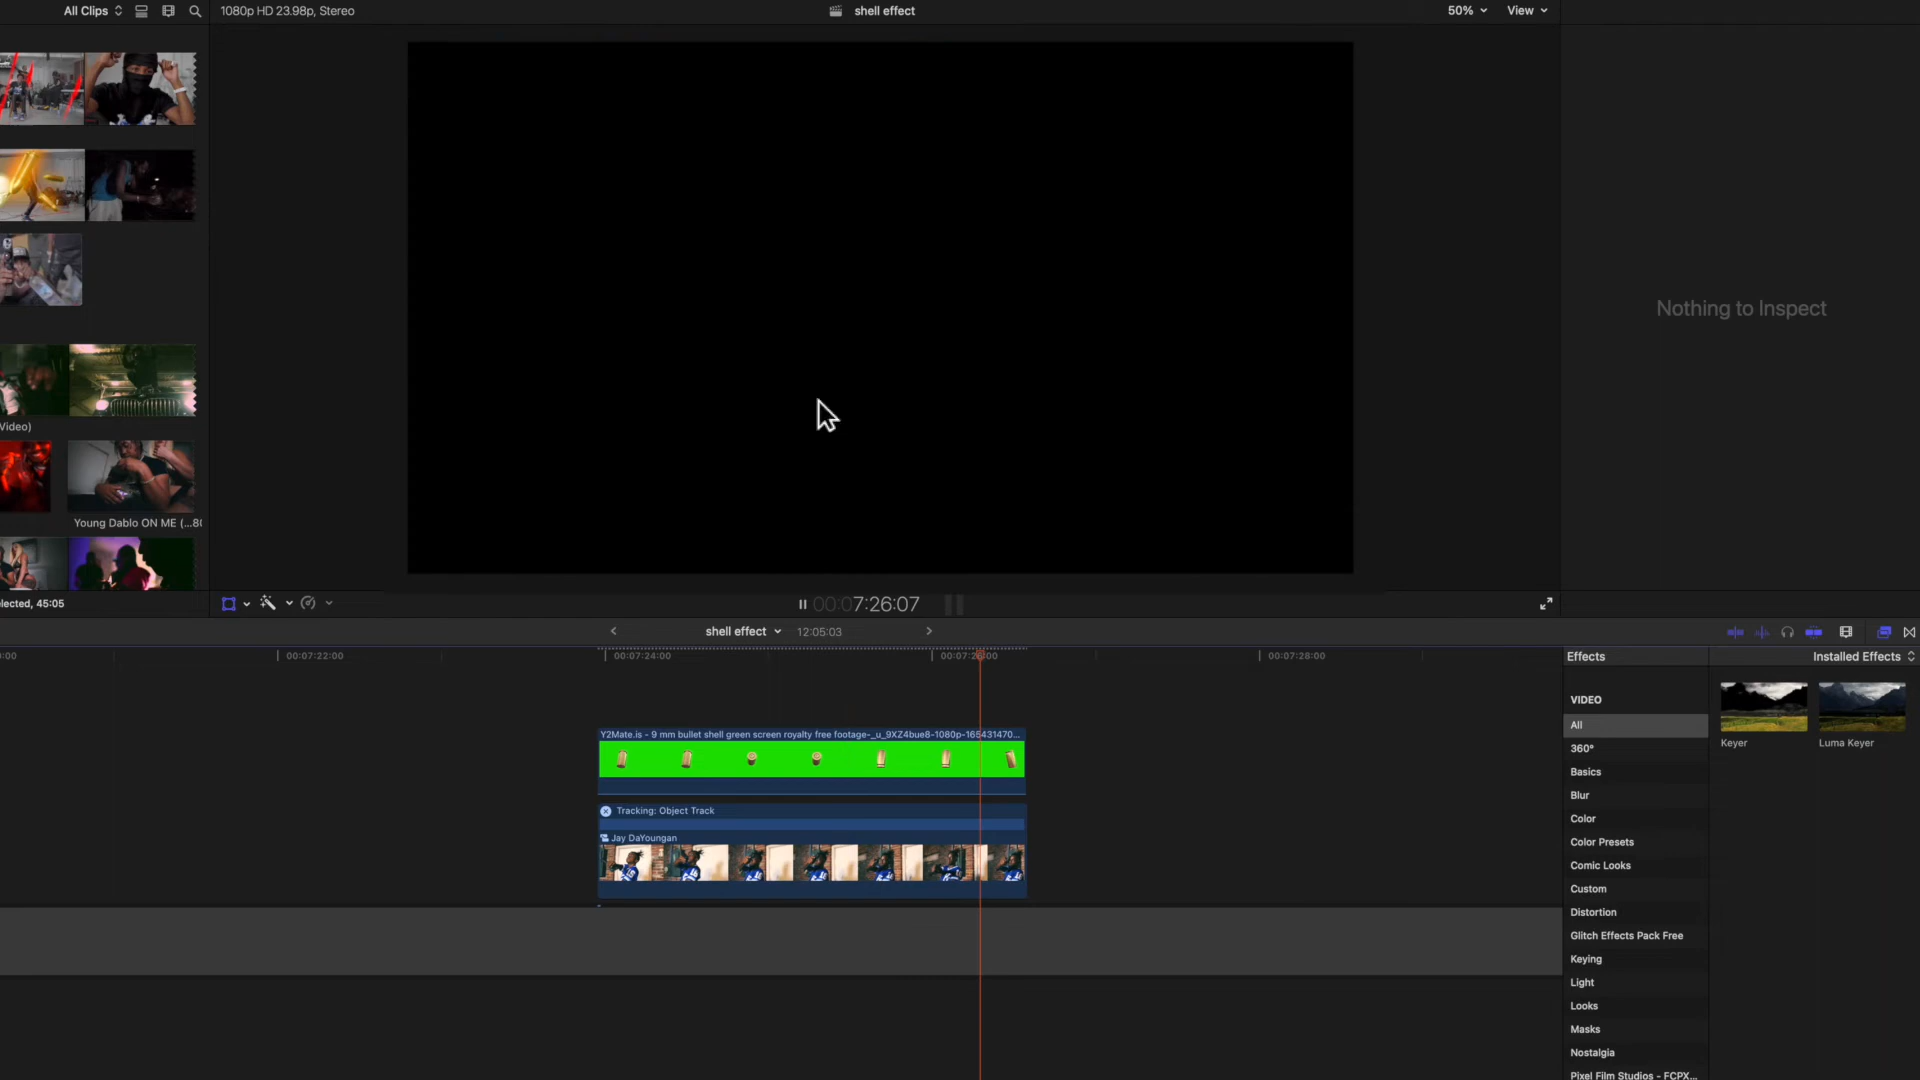 All Clips
1080p HD 23.98p, Stereo
shell effect
50%
View
Nothing to Inspect
Video)
Young Dablo ON ME (...80
lected, 45:05
00:07:26:07
shell effect
12:05:03
:00
00:07:22:00
00:07:24:00
00:07:26:00
00:07:28:00
Effects
Installed Effects
VIDEO
All
360°
Basics
Blur
Color
Color Presets
Comic Looks
Custom
Distortion
Glitch Effects Pack Free
Keying
Light
Looks
Masks
Nostalgia
Pixel Film Studios - FCPX...
Keyer
Luma Keyer
Y2Mate.is - 9 mm bullet shell green screen royalty free footage-_u_9XZ4bue8-1080p-165431470...
Tracking: Object Track
Jay DaYoungan